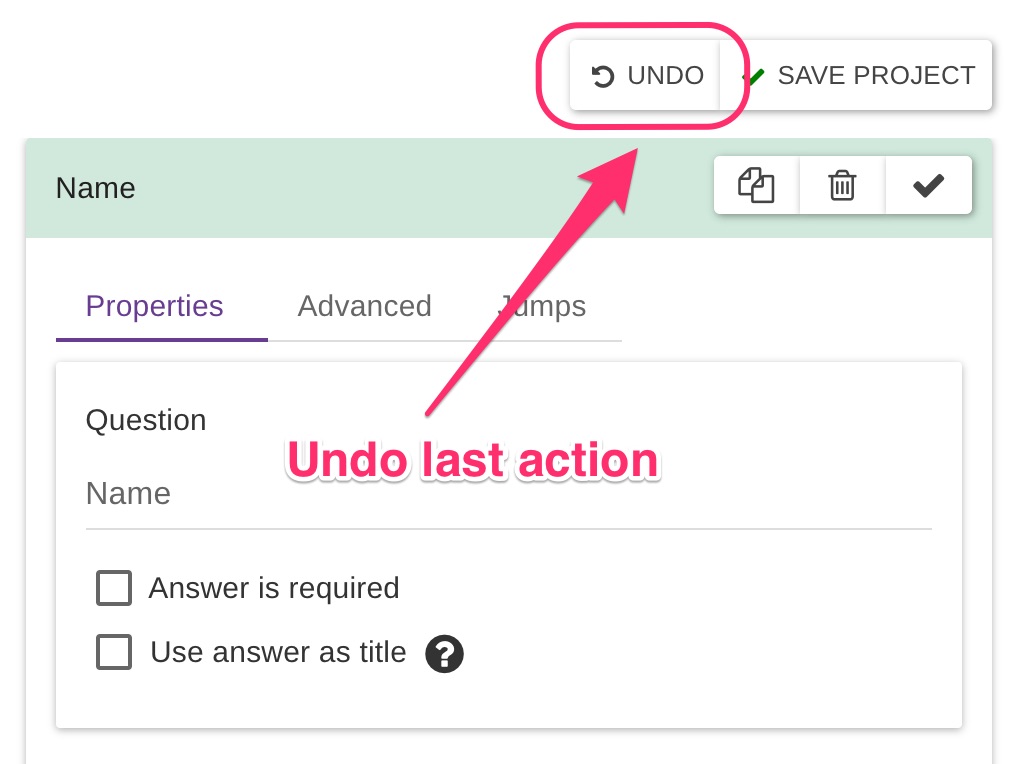 UNDO SAVE PROJECT
Name
Properties Advanced Jumps
Question
Undo last action
Name
Answer is required
Use answer as title ?